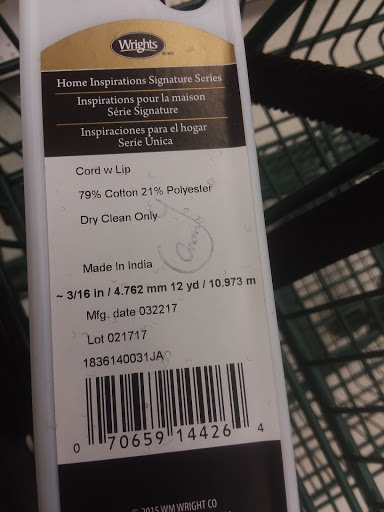 Wrights
Home Inspirations Signature Series
Inspirations pour la maison
Série Signature
Inspiraciones para el hogar
Serie Única
Cord w Lip
79% Cotton 21% Polyester
Dry Clean Only
Made In India
~ 3/16 in / 4.762 mm 12 yd / 10.973 m
Mfg. date 032217
Lot 021717
1836140031JA
0 70659 14426 4
© 2015 WM WRIGHT CO